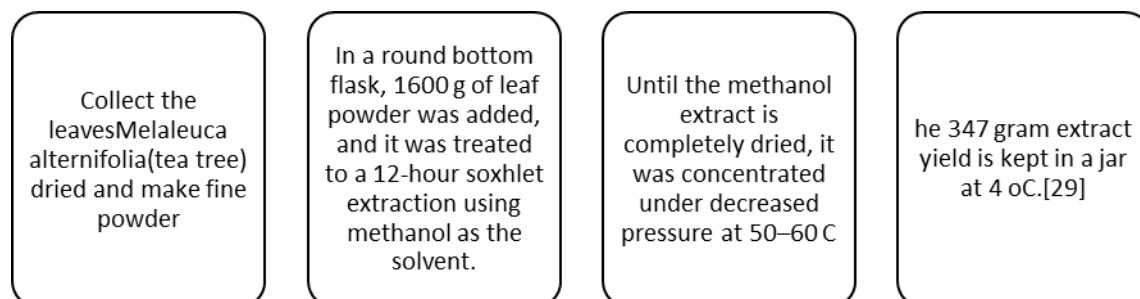 Collect the
leavesMelaleuca
alternifolia(tea tree)
dried and make fine
powder
In a round bottom
flask, 1600 g of leaf
powder was added,
and it was treated
to a 12-hour soxhlet
extraction using
methanol as the
solvent.
Until the methanol
extract is
completely dried, it
was concentrated
under decreased
pressure at 50–60 C
he 347 gram extract
yield is kept in a jar
at 4 oC.[29]